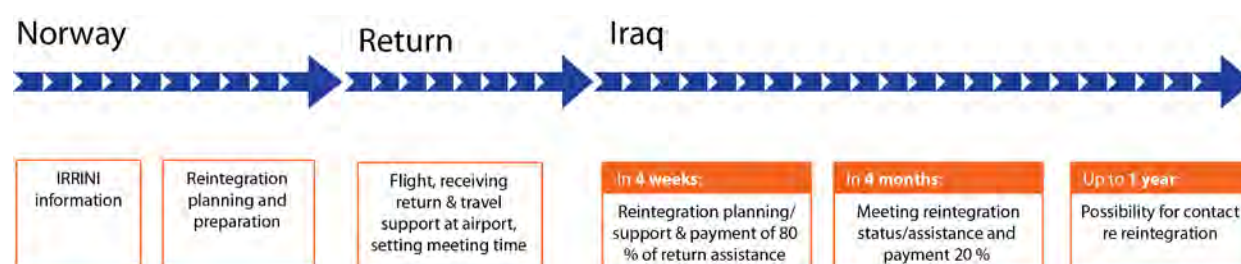 Norway
Return
Iraq
IRRINI
information
Reintegration
planning and
preparation
Flight, receiving
return & travel
support at airport,
setting meeting time
In 4 weeks:
Reintegration planning/
support & payment of 80
% of return assistance
In 4 months:
Meeting reintegration
status/assistance and
payment 20 %
Up to 1 year
Possibility for contact
re reintegration